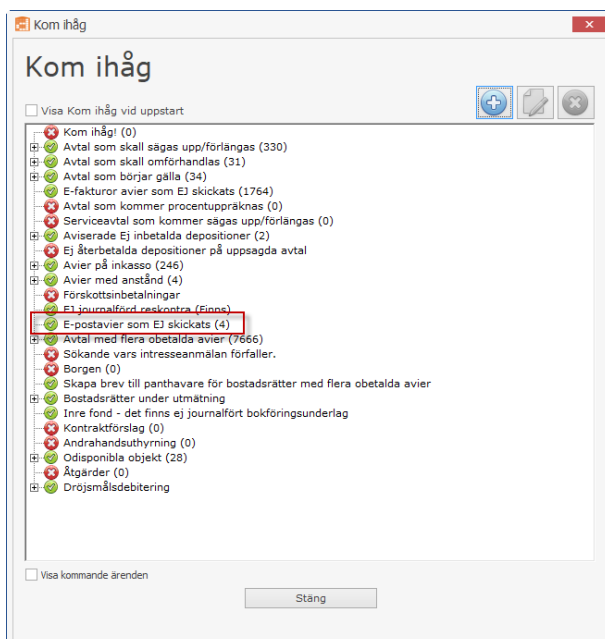 Kom ihåg
Kom ihåg
Visa Kom ihåg vid uppstart
Kom ihåg! (0)
Avtal som skall sägas upp/förlängas (330)
Avtal som skall omförhandlas (31)
Avtal som börjar gälla (34)
E-fakturor avier som EJ skickats (1764)
Avtal som kommer procentuppräknas (0)
Serviceavtal som kommer sägas upp/förlängas (0)
Aviserade Ej inbetalda depositioner (2)
Ej återbetalda depositioner på uppsagda avtal
Avier på inkasso (246)
Avier med anstånd (4)
Förskottsinbetalningar
EJ journalförd reskontra (Finns)
E-postavier som EJ skickats (4)
Avtal med flera obetalda avier (7666)
Sökande vars intresseanmälan förfaller.
Borgen (0)
Skapa brev till panthavare för bostadsrätter med flera obetalda avier
Bostadsrätter under utmätning
Inre fond - det finns ej journalfört bokföringsunderlag
Kontraktförslag (0)
Andrahandsuthyrning (0)
Odisponibla objekt (28)
Åtgärder (0)
Dröjsmålsdebitering
Visa kommande ärenden
Stäng